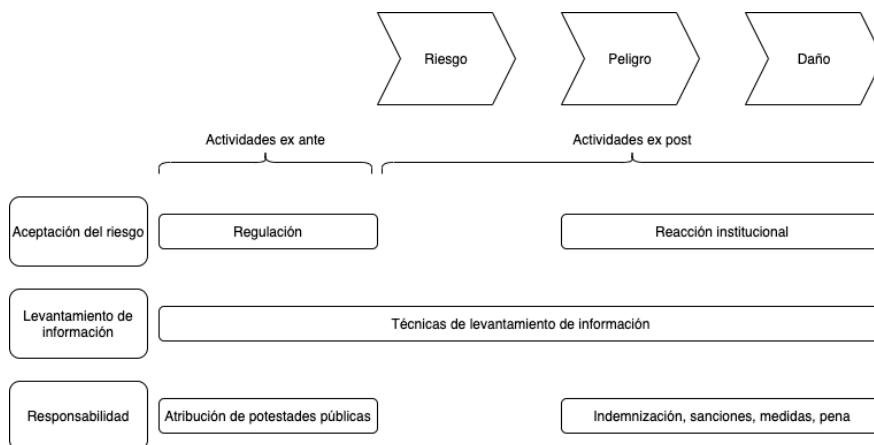 Riesgo
Peligro
Daño
Actividades ex ante
Actividades ex post
Aceptación del riesgo
Regulación
Reacción institucional
Levantamiento de
información
Técnicas de levantamiento de información
Responsabilidad
Atribución de potestades públicas
Indemnización, sanciones, medidas, pena